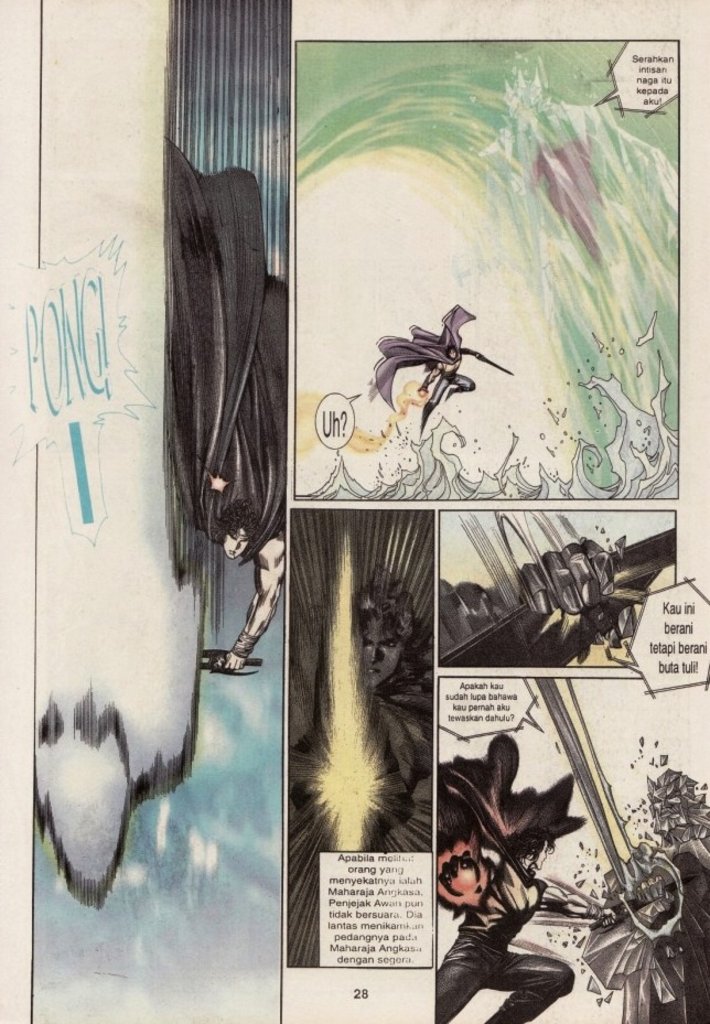 PONG!
Serahkan
intisan
naga itu
kepada
aku!
Uh?
Apabila melihat
orang yang
menyekatnya ialah
Maharaja Angkasa,
Penjejak Awan pun
tidak bersuara. Dia
lantas menikamkan
pedangnya pada
Maharaja Angkasa
dengan segera.
Kau ini
berani
tetapi berani
buta tuli!
Apakah kau
sudah lupa bahawa
kau pernah aku
tewaskan dahulu?
28